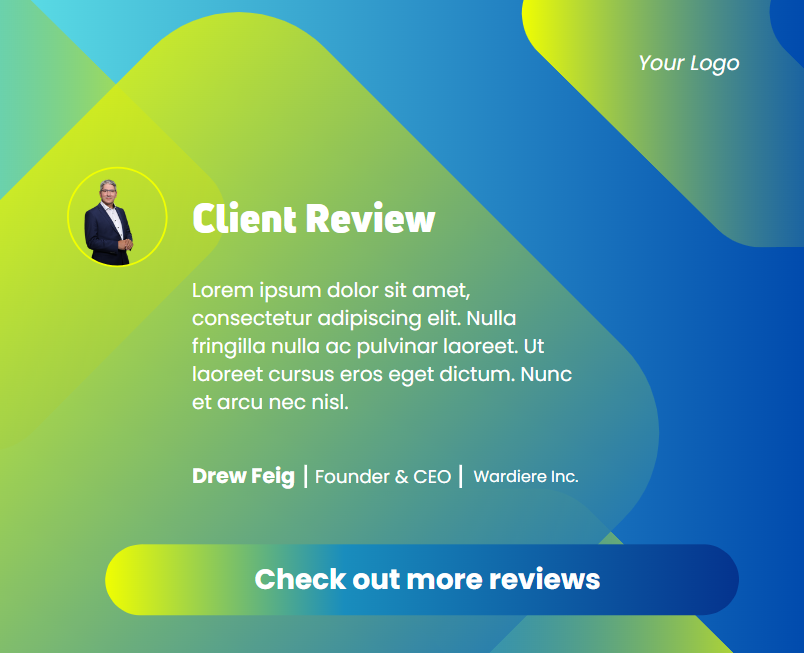 Your Logo
Client Review
Lorem ipsum dolor sit amet,
consectetur adipiscing elit. Nulla
fringilla nulla ac pulvinar laoreet. Ut
laoreet cursus eros eget dictum. Nunc
et arcu nec nisl.
Drew Feig | Founder & CEO | Wardiere Inc.
Check out more reviews